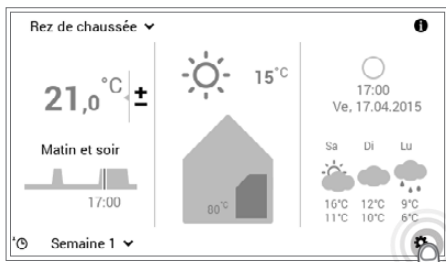 Rez de chaussée
21,0 °C ±
Matin et soir
17:00
15°C
80°C
17:00
Ve, 17.04.2015
Sa Di Lu
16°C 12°C 9°C
11°C 10°C 6°C
Semaine 1